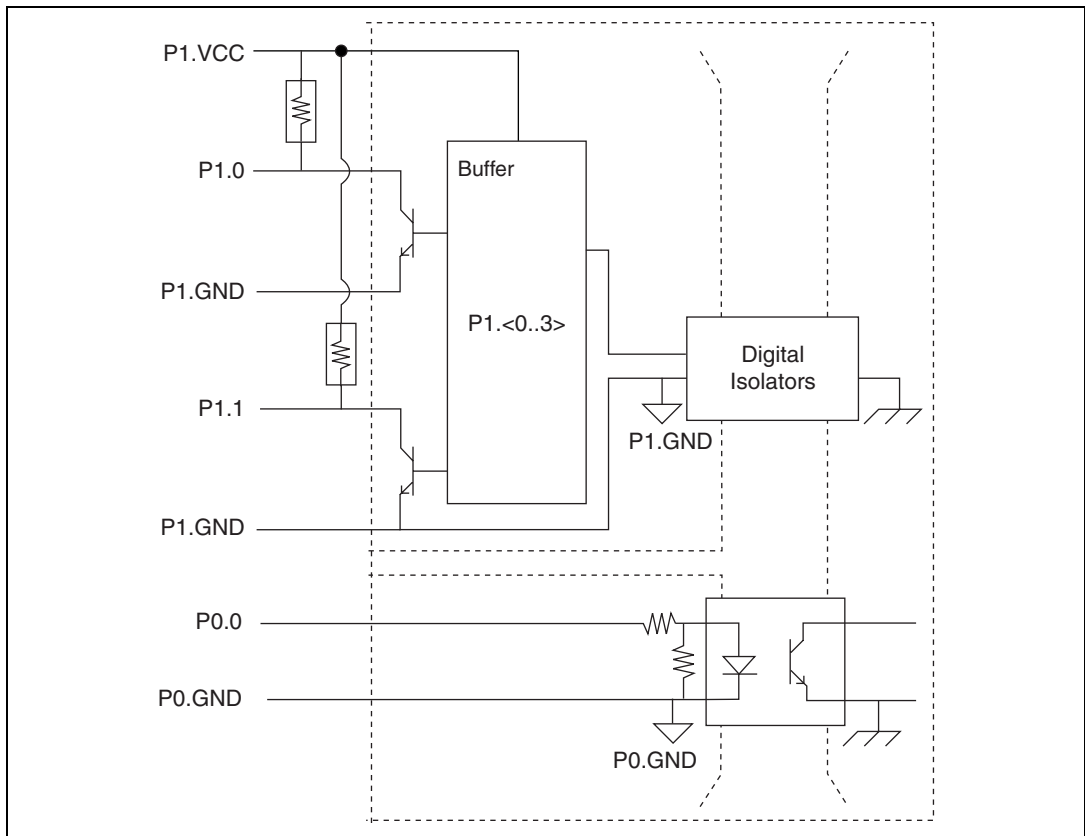 P1.VCC
P1.0
P1.GND
P1.1
P1.GND
Buffer
P1.<0..3>
Digital
Isolators
P1.GND
P0.0
P0.GND
P0.GND